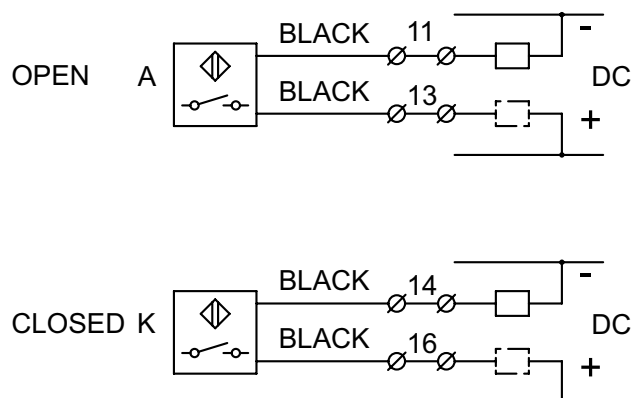 BLACK 11 -
OPEN A DC
BLACK 13 +
BLACK 14 -
CLOSED K DC
BLACK 16 +